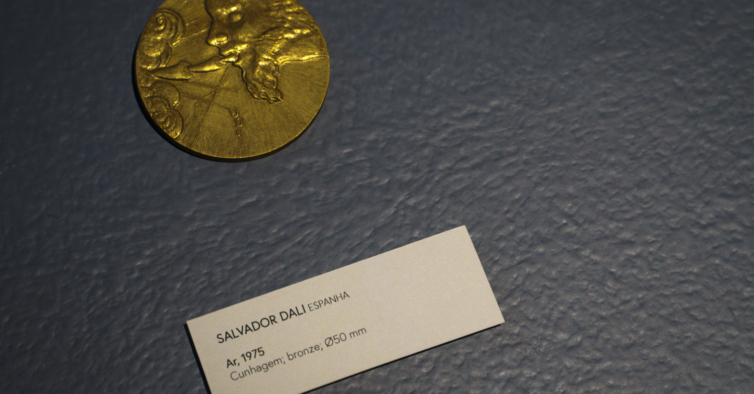 SALVADOR DALI ESPANHA
Ar, 1975
Cunhagem; bronze; Ø50 mm